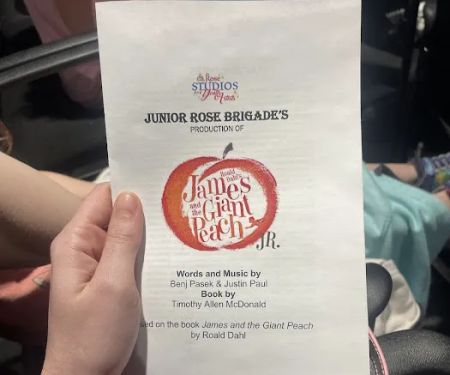 Rose
STUDIOS
JUNIOR ROSE BRIGADE'S
PRODUCTION OF
Roald Dahl's
James
and the
Giant
Peach
JR.
Words and Music by
Benj Pasek & Justin Paul
Book by
Timothy Allen McDonald
sed on the book James and the Giant Peach
by Roald Dahl